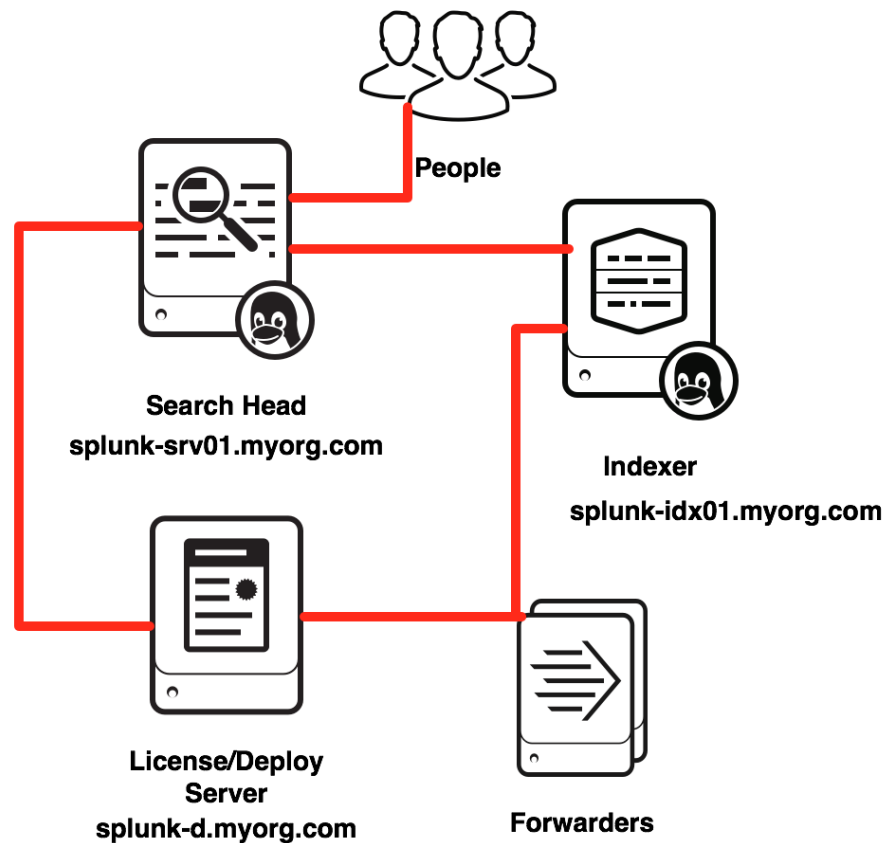 People
Search Head
splunk-srv01.myorg.com
Indexer
splunk-idx01.myorg.com
License/Deploy
Server
splunk-d.myorg.com
Forwarders